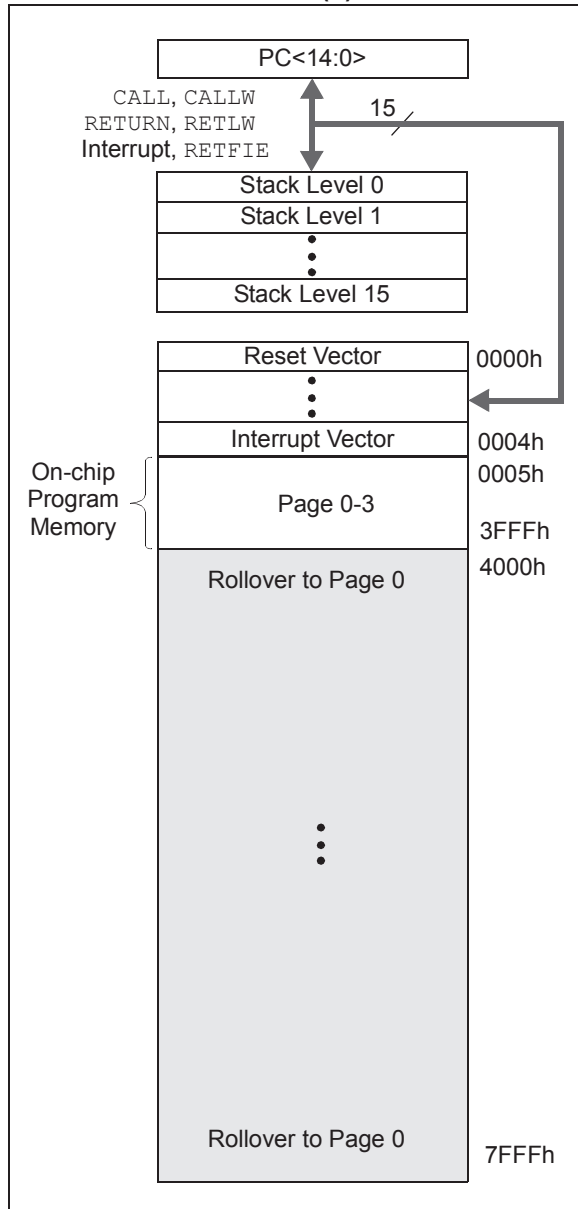 PC<14:0>
CALL, CALLW
RETURN, RETLW
Interrupt, RETFIE
15
Stack Level 0
Stack Level 1
Stack Level 15
Reset Vector
0000h
Interrupt Vector
0004h
On-chip
Program
Memory
Page 0-3
0005h
3FFFh
Rollover to Page 0
4000h
Rollover to Page 0
7FFFh